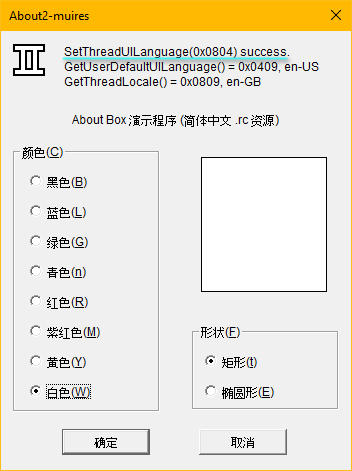 About2-muires
SetThreadUILanguage(0x0804) success.
GetUserDefaultUILanguage() = 0x0409, en-US
GetThreadLocale() = 0x0809, en-GB
About Box 演示程序 (简体中文 .rc 资源)
颜色(C)
黑色(B)
蓝色(L)
绿色(G)
青色(n)
红色(R)
紫红色(M)
黄色(Y)
白色(W)
形状(F)
矩形(t)
椭圆形(E)
确定
取消